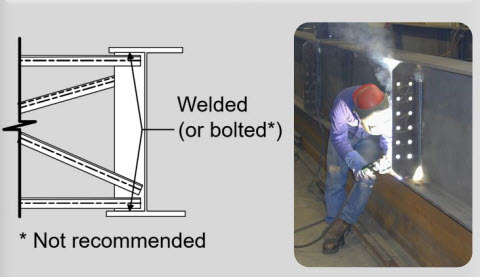 Welded
(or bolted*)
* Not recommended